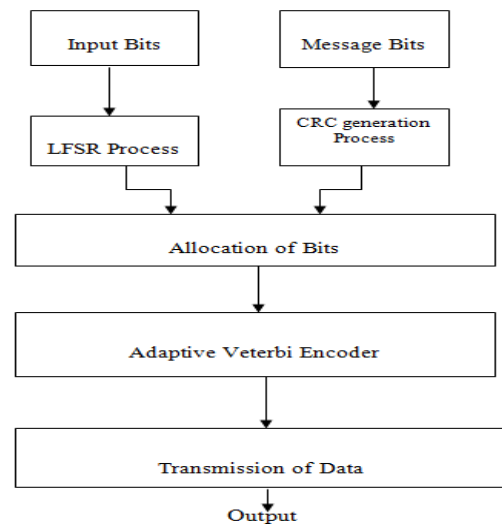 Input Bits
Message Bits
LFSR Process
CRC generation
Process
Allocation of Bits
Adaptive Veterbi Encoder
Transmission of Data
Output